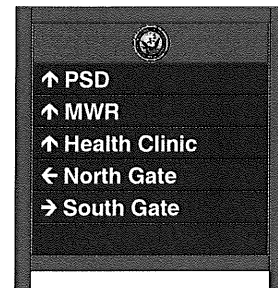 ↑ PSD
↑ MWR
↑ Health Clinic
← North Gate
→ South Gate